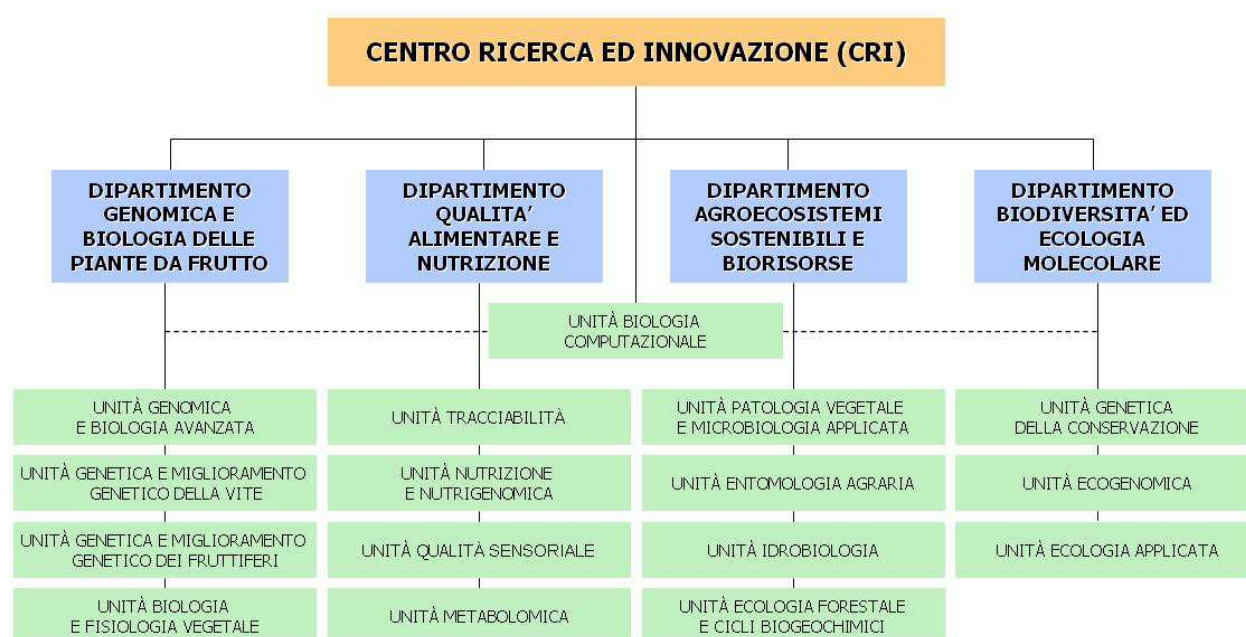 CENTRO RICERCA ED INNOVAZIONE (CRI)
DIPARTIMENTO
GENOMICA E
BIOLOGIA DELLE
PIANTE DA FRUTTO
DIPARTIMENTO
QUALITA’
ALIMENTARE E
NUTRIZIONE
DIPARTIMENTO
AGROECOSISTEMI
SOSTENIBILI E
BIORISORSE
DIPARTIMENTO
BIODIVERSITA’ ED
ECOLOGIA
MOLECOLARE
UNITÀ BIOLOGIA
COMPUTAZIONALE
UNITÀ GENOMICA
E BIOLOGIA AVANZATA
UNITÀ GENETICA E MIGLIORAMENTO
GENETICO DELLA VITE
UNITÀ GENETICA E MIGLIORAMENTO
GENETICO DEI FRUTTIFERI
UNITÀ BIOLOGIA
E FISIOLOGIA VEGETALE
UNITÀ TRACCIABILITÀ
UNITÀ NUTRIZIONE
E NUTRIGENOMICA
UNITÀ QUALITÀ SENSORIALE
UNITÀ METABOLOMICA
UNITÀ PATOLOGIA VEGETALE
E MICROBIOLOGIA APPLICATA
UNITÀ ENTOMOLOGIA AGRARIA
UNITÀ IDROBIOLOGIA
UNITÀ ECOLOGIA FORESTALE
E CICLI BIOGEOCHIMICI
UNITÀ GENETICA
DELLA CONSERVAZIONE
UNITÀ ECOGENOMICA
UNITÀ ECOLOGIA APPLICATA